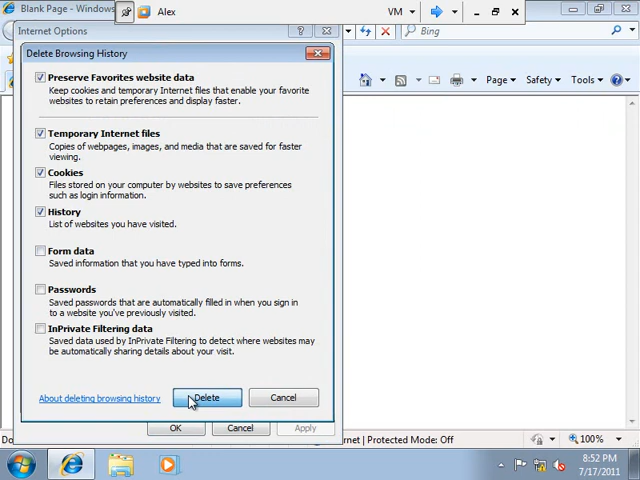 Blank Page - Windows
Alex
VM
Internet Options
Bing
Delete Browsing History
Page
Safety
Tools
Preserve Favorites website data
Keep cookies and temporary Internet files that enable your favorite
websites to retain preferences and display faster.
Temporary Internet files
Copies of webpages, images, and media that are saved for faster
viewing.
Cookies
Files stored on your computer by websites to save preferences
such as login information.
History
List of websites you have visited.
Form data
Saved information that you have typed into forms.
Passwords
Saved passwords that are automatically filled in when you sign in
to a website you've previously visited.
InPrivate Filtering data
Saved data used by InPrivate Filtering to detect where websites may
be automatically sharing details about your visit.
About deleting browsing history
Delete
Cancel
OK
Cancel
Apply
Do
rnet | Protected Mode: Off
100%
8:52 PM
7/17/2011